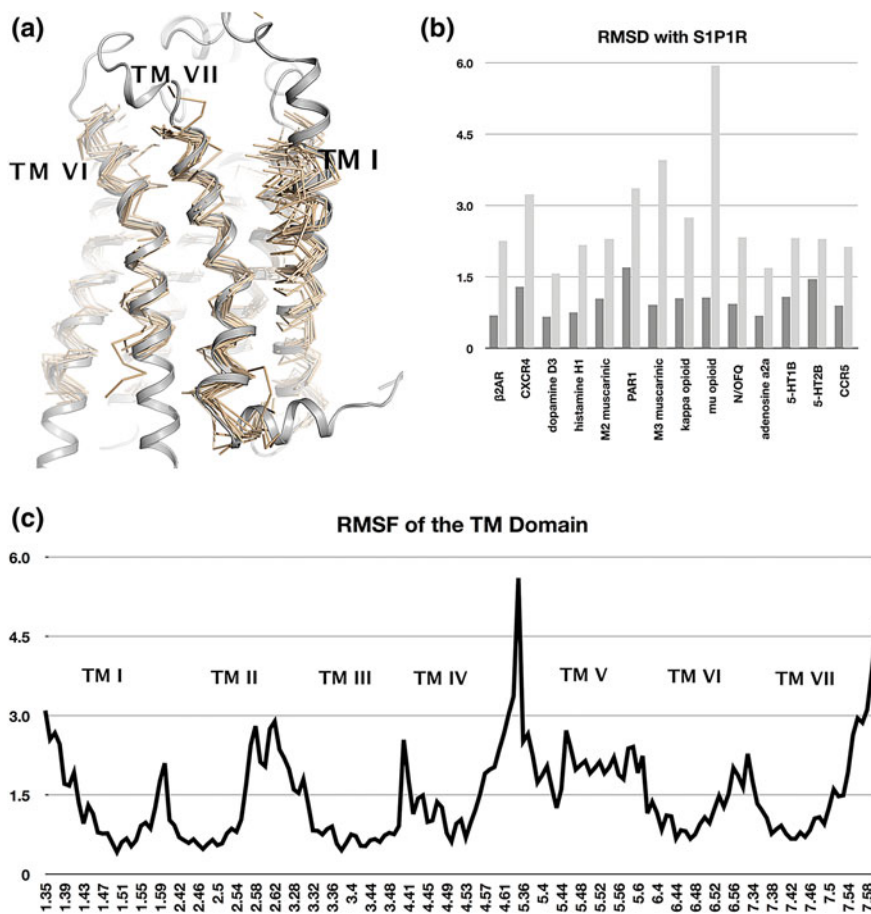 (a)
TM VII
TM VI
TM I
(b)
RMSD with S1P1R
6.0
4.5
3.0
1.5
0
β2AR
CXCR4
dopamine D3
histamine H1
M2 muscarinic
PAR1
M3 muscarinic
kappa opioid
mu opioid
N/OFQ
adenosine a2a
5-HT1B
5-HT2B
CCR5
(c)
RMSF of the TM Domain
6.0
4.5
3.0
1.5
0
TM I
TM II
TM III
TM IV
TM V
TM VI
TM VII
1.35
1.39
1.43
1.47
1.51
1.55
1.59
2.42
2.46
2.5
2.54
2.58
2.62
3.28
3.32
3.36
3.4
3.44
3.48
4.41
4.45
4.49
4.53
4.57
4.61
5.36
5.4
5.44
5.48
5.52
5.56
5.6
6.4
6.44
6.48
6.52
6.56
7.34
7.38
7.42
7.46
7.5
7.54
7.58